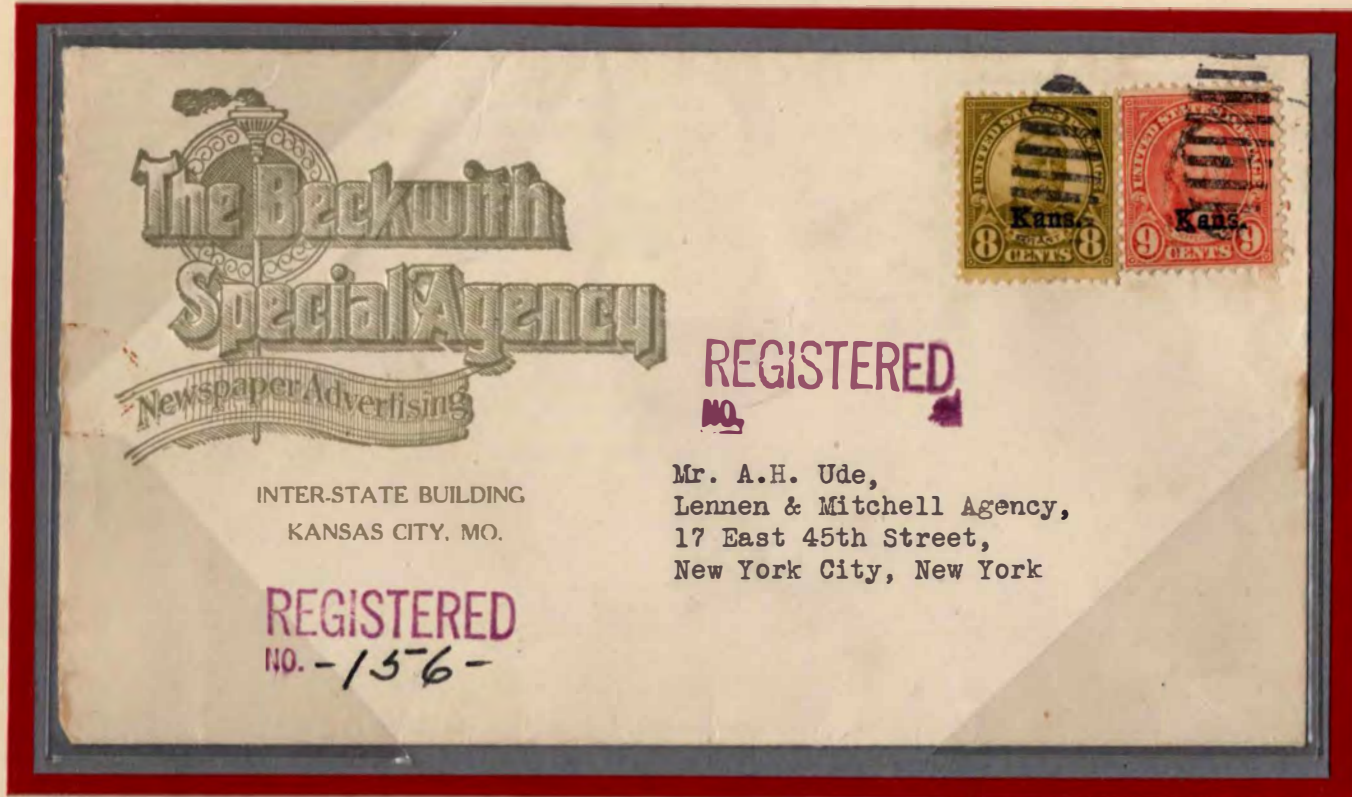 The Beckwith
Special Agency
Newspaper Advertising
INTER-STATE BUILDING
KANSAS CITY, MO.
REGISTERED
NO. -156-
UNITED STATES POSTAGE
Kans.
8 CENTS 8
UNITED STATES POSTAGE
Kans.
9 CENTS 9
REGISTERED
NO.
Mr. A.H. Ude,
Lennen & Mitchell Agency,
17 East 45th Street,
New York City, New York